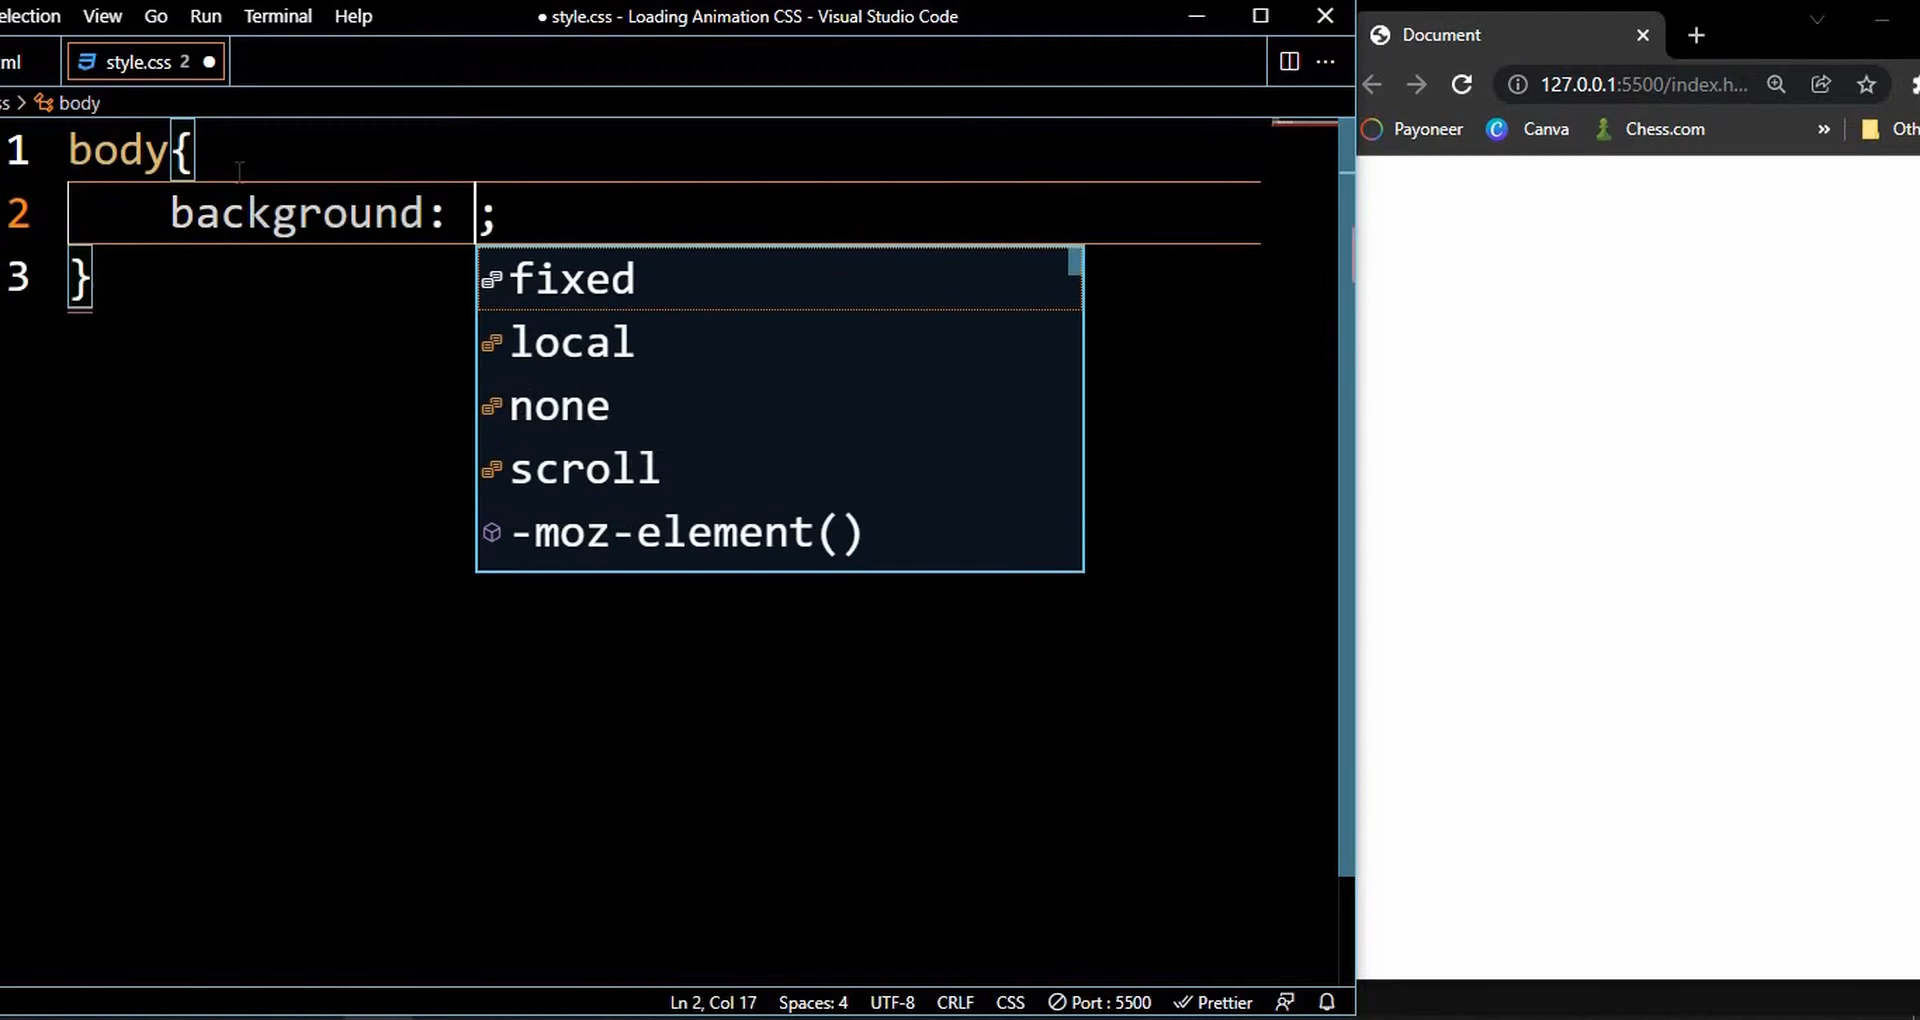 election View Go Run Terminal Help ● style.css - Loading Animation CSS - Visual Studio Code
ml style.css 2 ●
ss > body
1 body{
2 background: ;
3 }
fixed
local
none
scroll
-moz-element()
Ln 2, Col 17 Spaces: 4 UTF-8 CRLF CSS Port : 5500 Prettier
Document
127.0.0.1:5500/index.h...
Payoneer Canva Chess.com » Oth